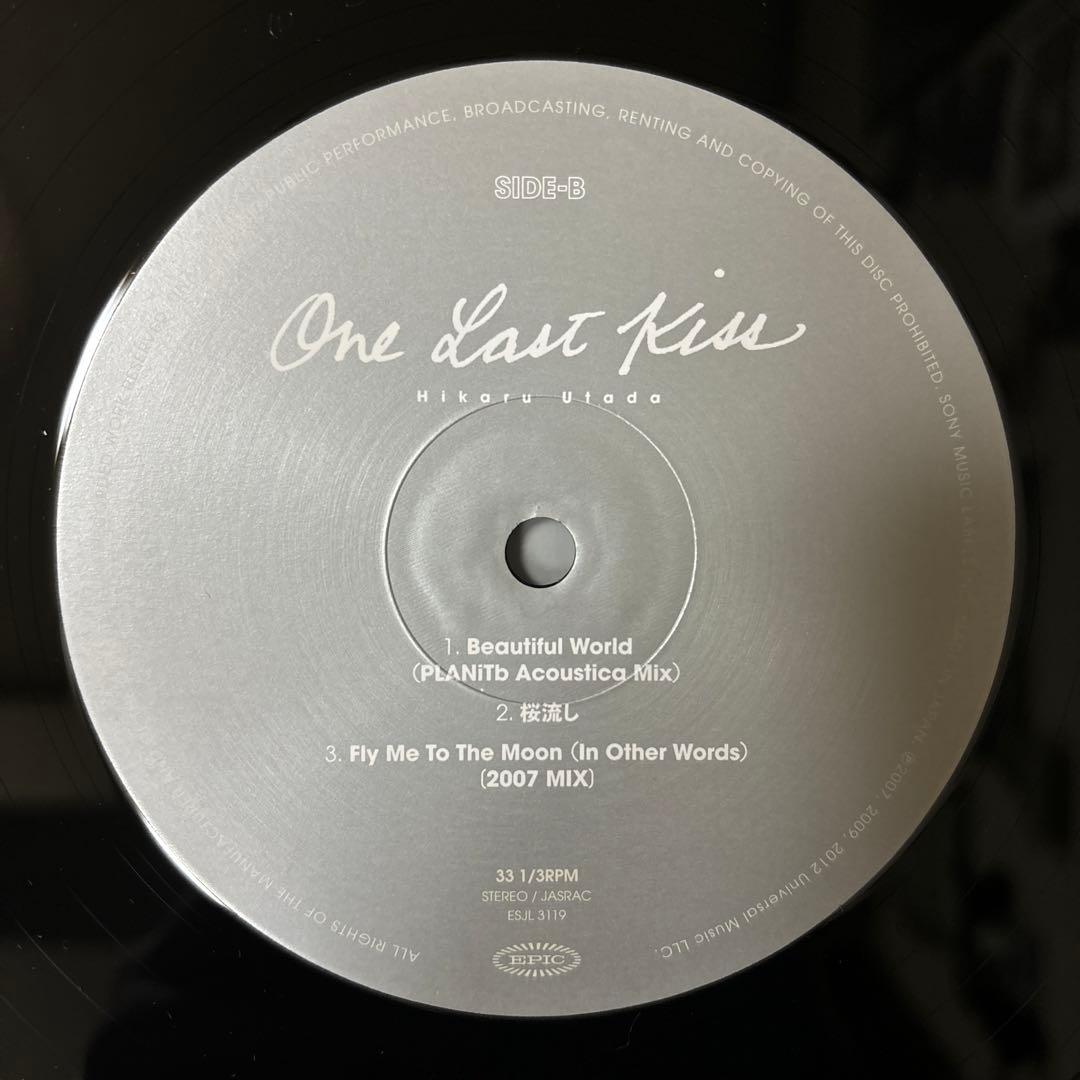 SIDE-B
One Last Kiss
Hikaru Utada
1. Beautiful World
(PLANiTb Acoustica Mix)
2. 桜流し
3. Fly Me To The Moon (In Other Words)
(2007 MIX)
33 1/3RPM
STEREO / JASRAC
ESJL 3119
EPIC
ALL RIGHTS OF THE MANUFACTURER PUBLIC PERFORMANCE, BROADCASTING, RENTING AND COPYING OF THIS DISC PROHIBITED. SONY MUSIC IN JAPAN. ℗2007, 2009, 2012 Universal Music LLC.